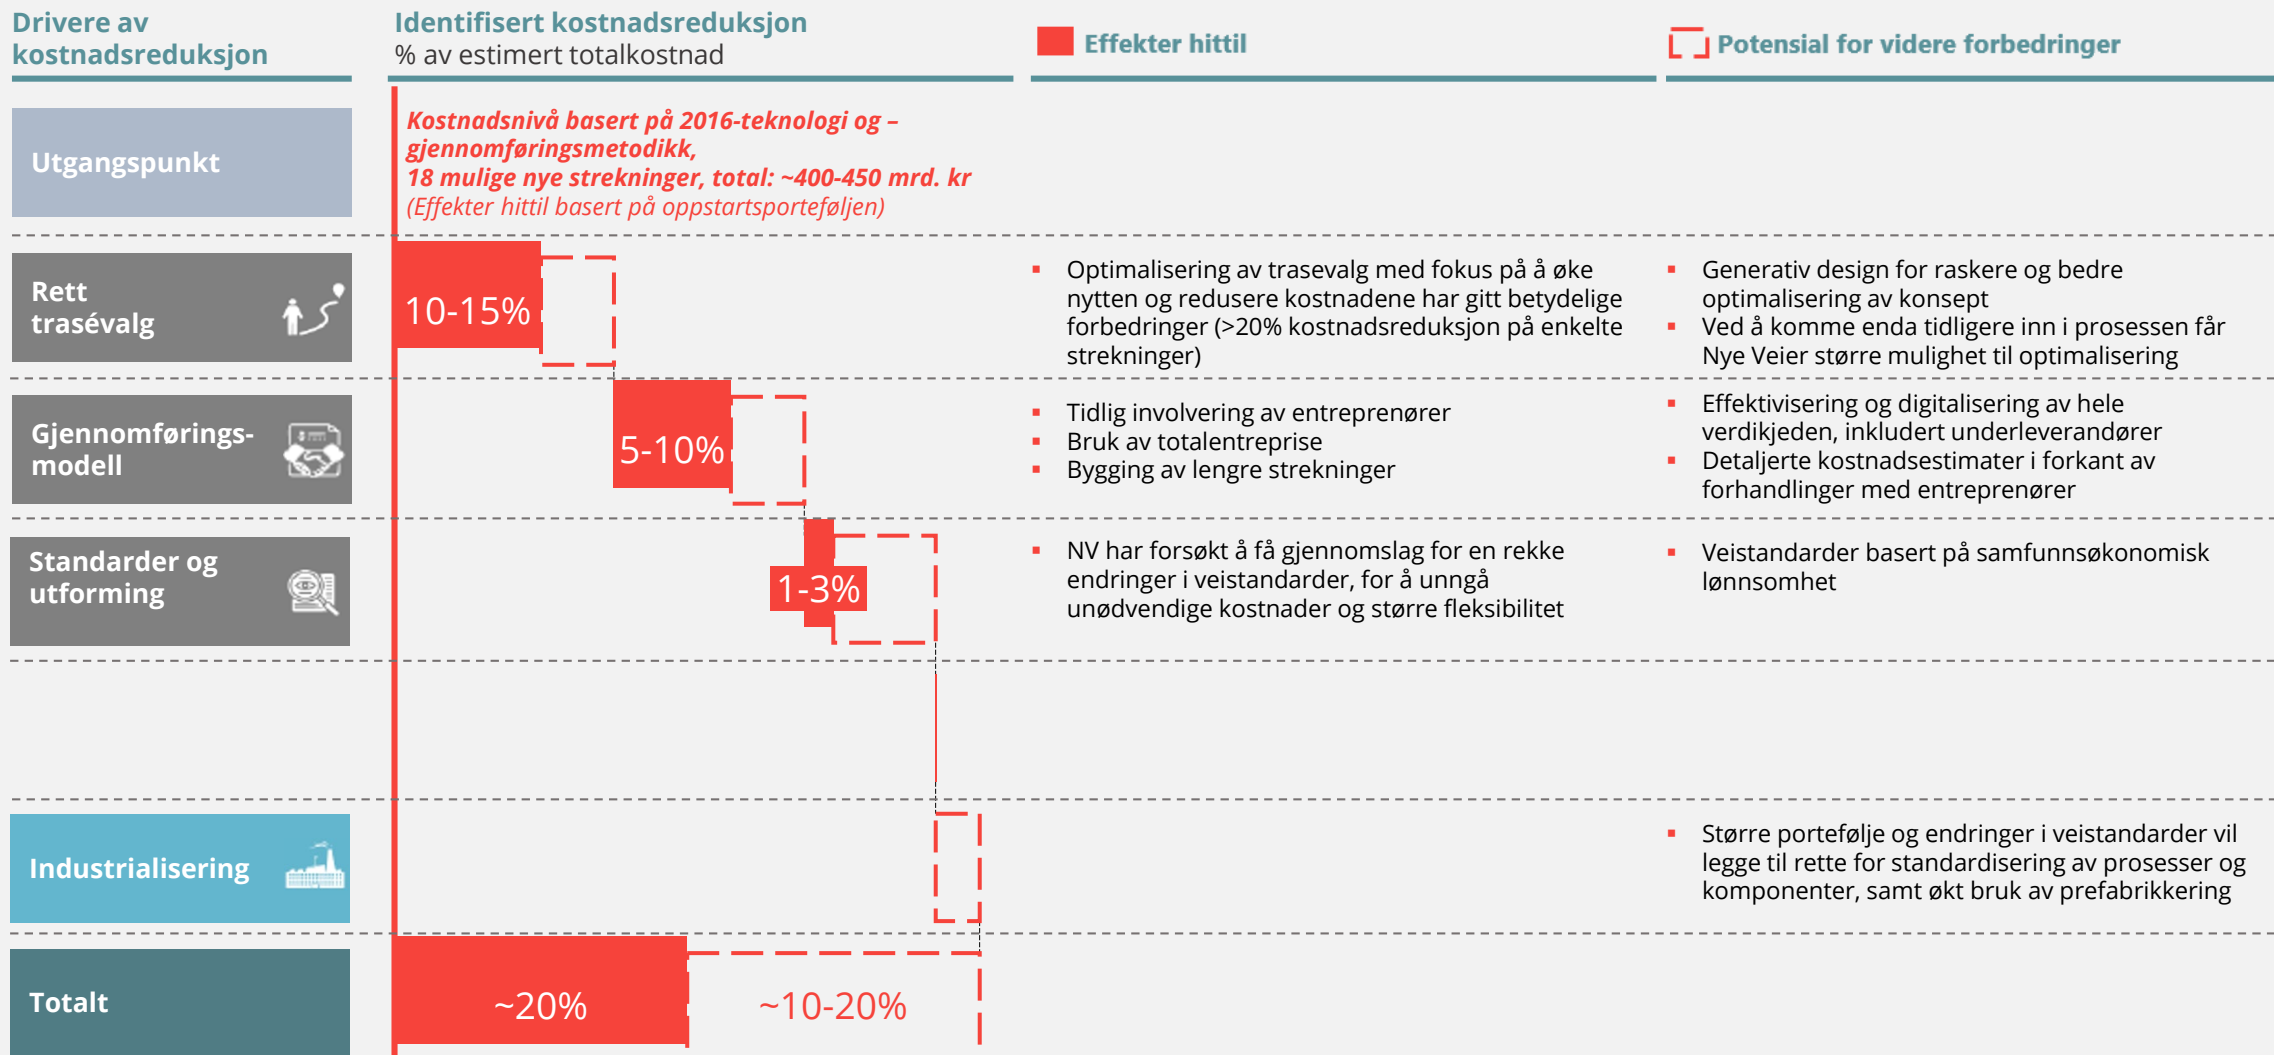 Drivere av
kostnadsreduksjon
Identifisert kostnadsreduksjon
% av estimert totalkostnad
Effekter hittil
Potensial for videre forbedringer
Utgangspunkt
Kostnadsnivå basert på 2016-teknologi og –
gjennomføringsmetodikk,
18 mulige nye strekninger, total: ~400-450 mrd. kr
(Effekter hittil basert på oppstartsporteføljen)
Rett
trasévalg
10-15%
▪ Optimalisering av trasevalg med fokus på å øke
nytten og redusere kostnadene har gitt betydelige
forbedringer (>20% kostnadsreduksjon på enkelte
strekninger)
▪ Generativ design for raskere og bedre
optimalisering av konsept
▪ Ved å komme enda tidligere inn i prosessen får
Nye Veier større mulighet til optimalisering
Gjennomførings-
modell
5-10%
▪ Tidlig involvering av entreprenører
▪ Bruk av totalentreprise
▪ Bygging av lengre strekninger
▪ Effektivisering og digitalisering av hele
verdikjeden, inkludert underleverandører
▪ Detaljerte kostnadsestimater i forkant av
forhandlinger med entreprenører
Standarder og
utforming
1-3%
▪ NV har forsøkt å få gjennomslag for en rekke
endringer i veistandarder, for å unngå
unødvendige kostnader og større fleksibilitet
▪ Veistandarder basert på samfunnsøkonomisk
lønnsomhet
Industrialisering
▪ Større portefølje og endringer i veistandarder vil
legge til rette for standardisering av prosesser og
komponenter, samt økt bruk av prefabrikkering
Totalt
~20%
~10-20%